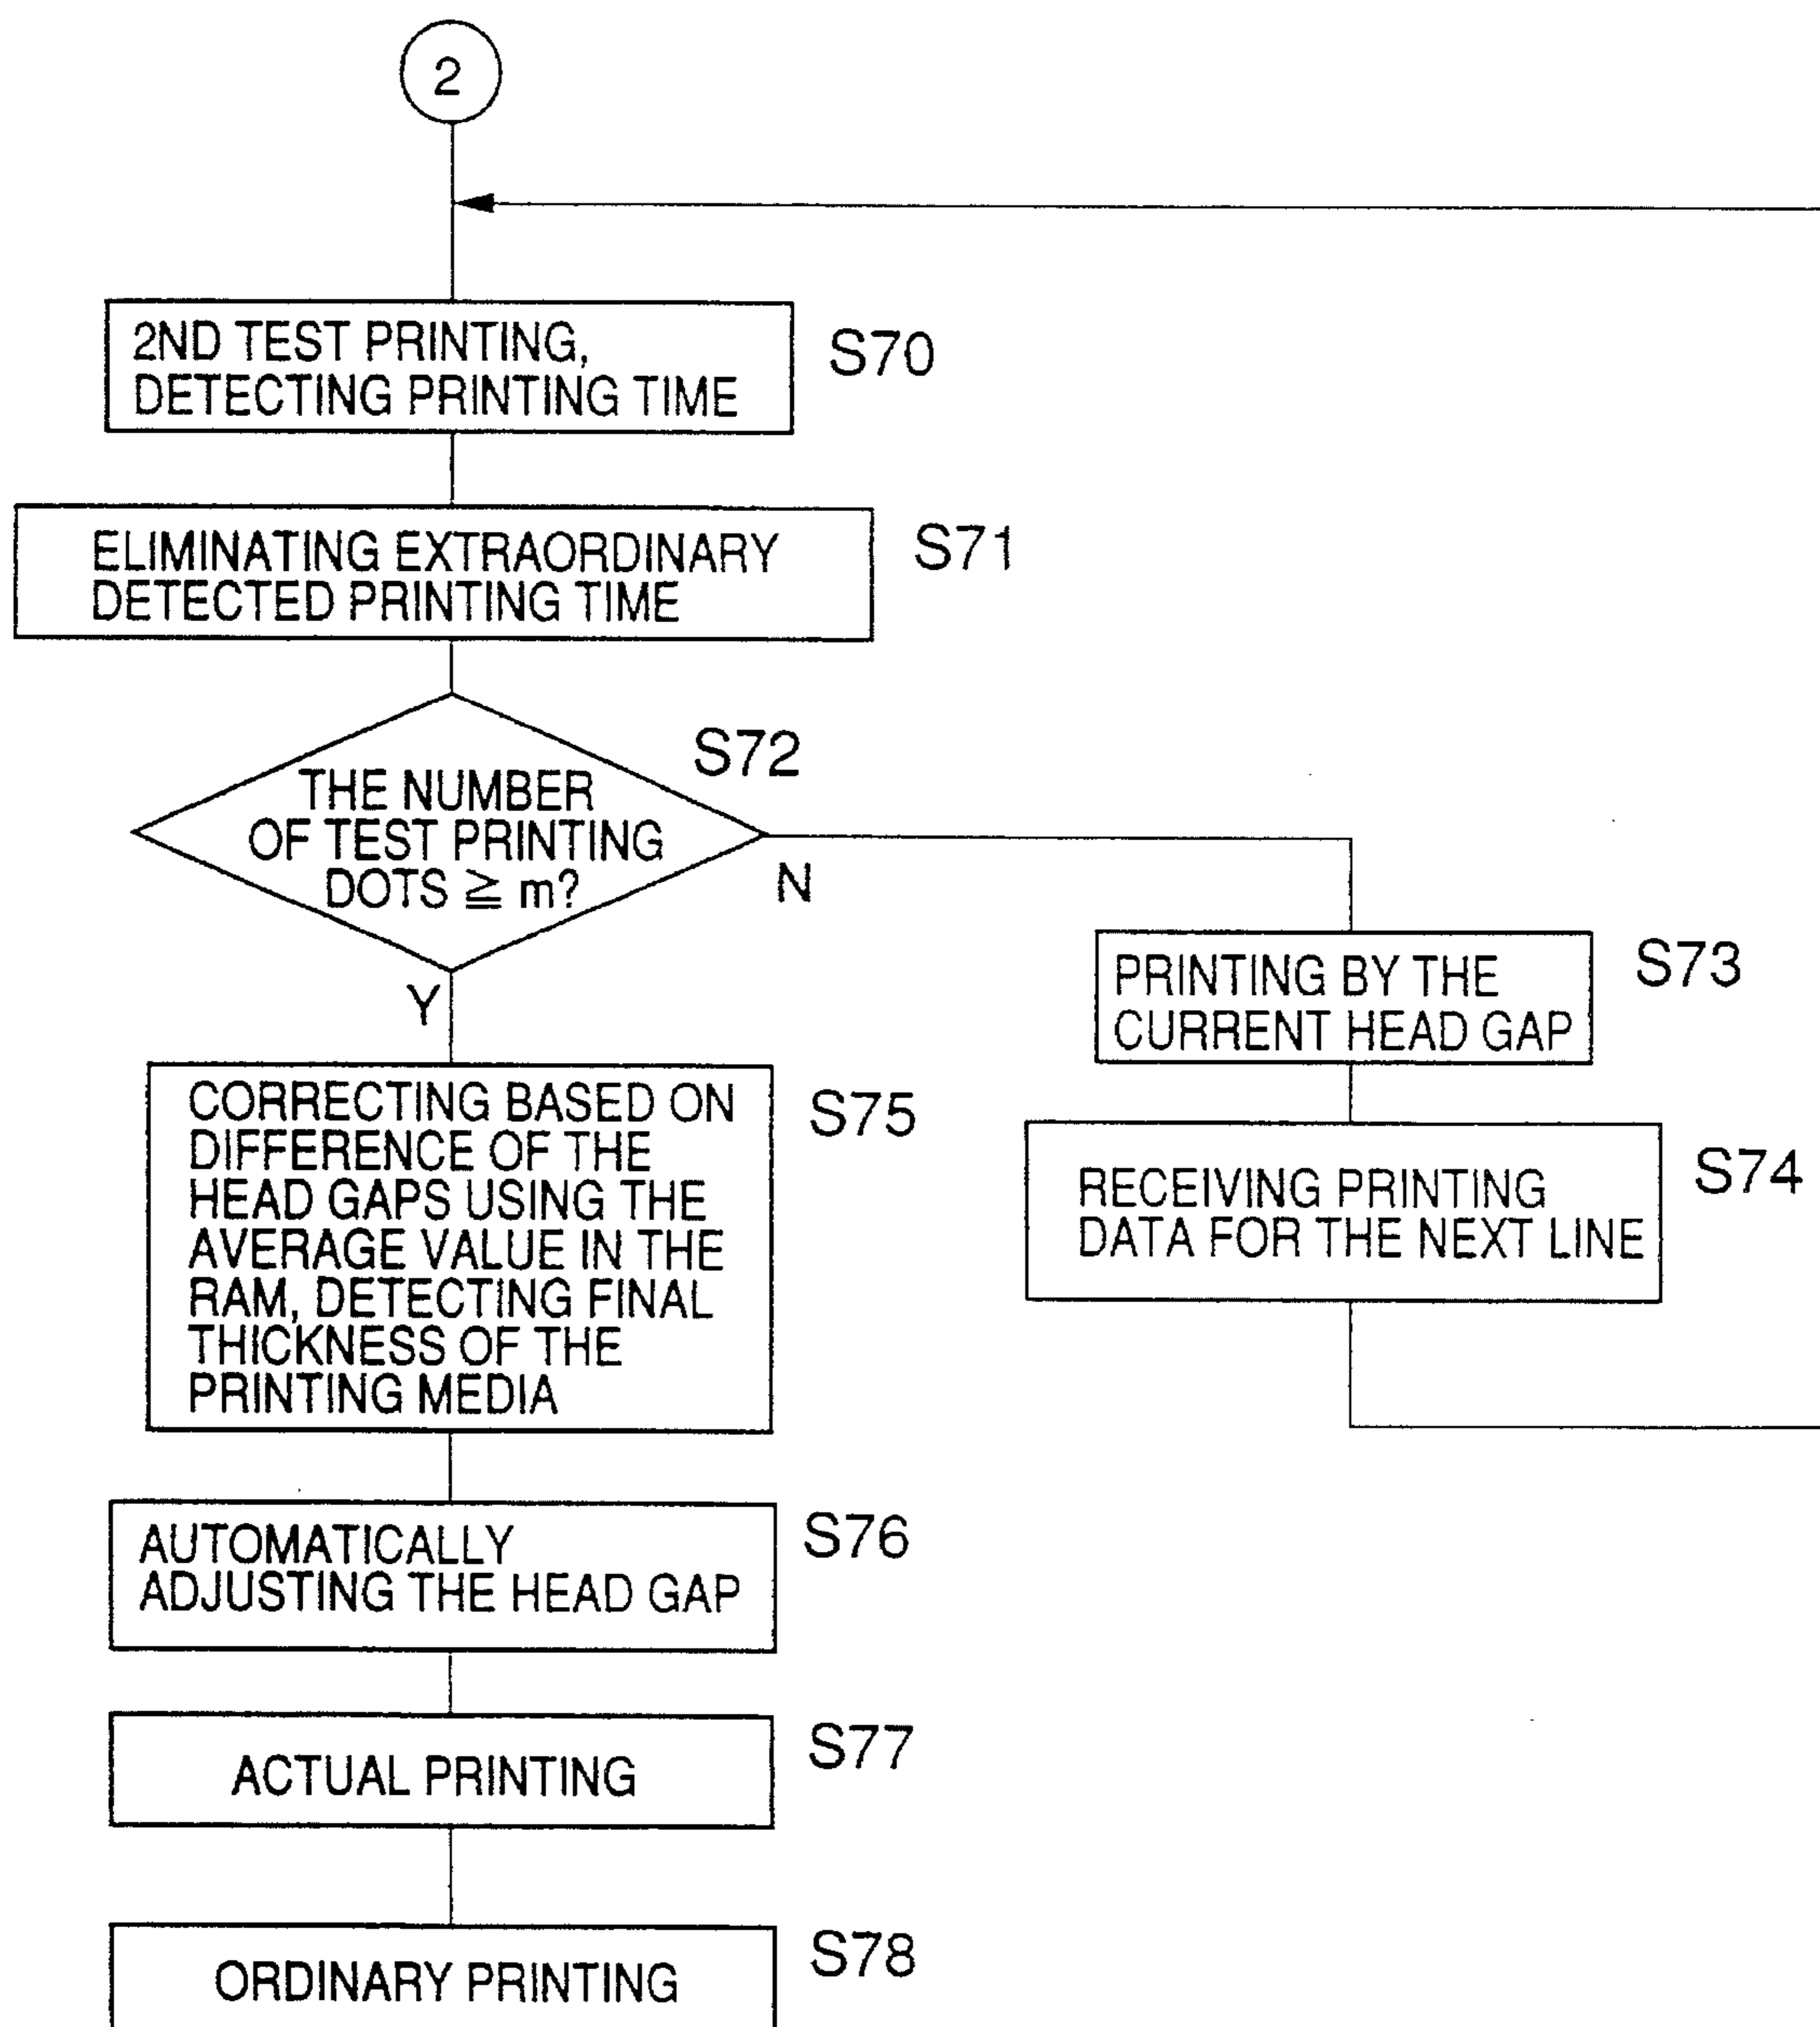 2
2ND TEST PRINTING,
DETECTING PRINTING TIME
S70
ELIMINATING EXTRAORDINARY
DETECTED PRINTING TIME
S71
THE NUMBER
OF TEST PRINTING
DOTS ≧ m?
S72
N
Y
PRINTING BY THE
CURRENT HEAD GAP
S73
RECEIVING PRINTING
DATA FOR THE NEXT LINE
S74
CORRECTING BASED ON
DIFFERENCE OF THE
HEAD GAPS USING THE
AVERAGE VALUE IN THE
RAM, DETECTING FINAL
THICKNESS OF THE
PRINTING MEDIA
S75
AUTOMATICALLY
ADJUSTING THE HEAD GAP
S76
ACTUAL PRINTING
S77
ORDINARY PRINTING
S78